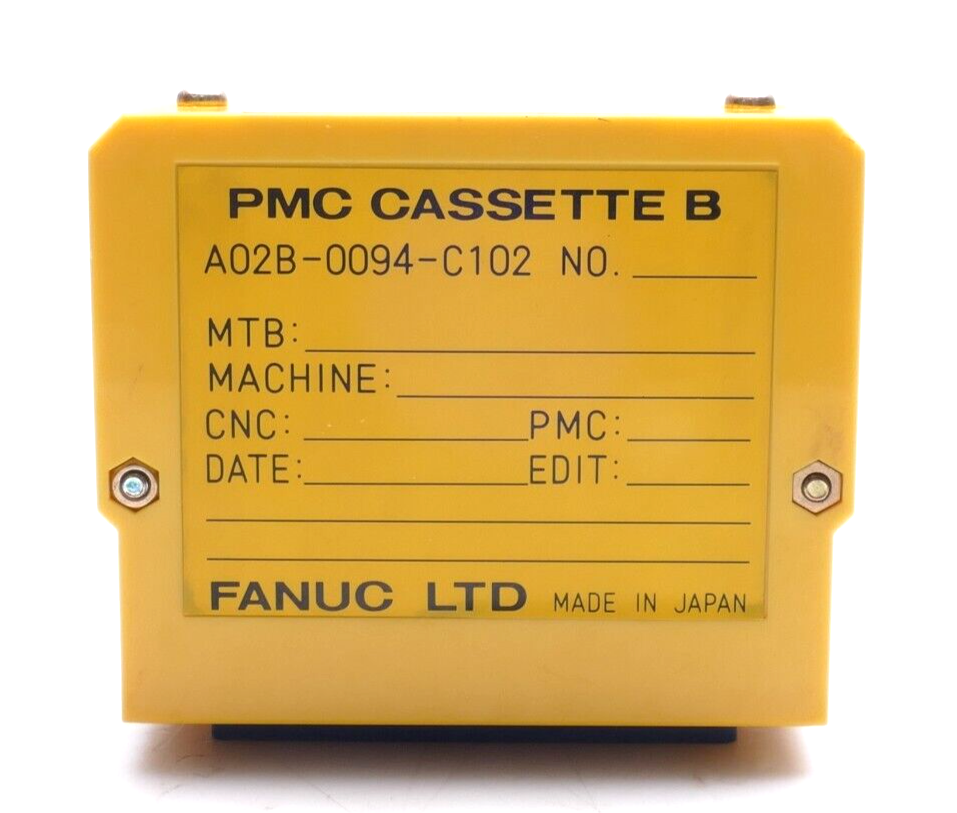 PMC CASSETTE B
A02B-0094-C102 NO.
MTB:
MACHINE:
CNC: PMC:
DATE: EDIT:
FANUC LTD MADE IN JAPAN